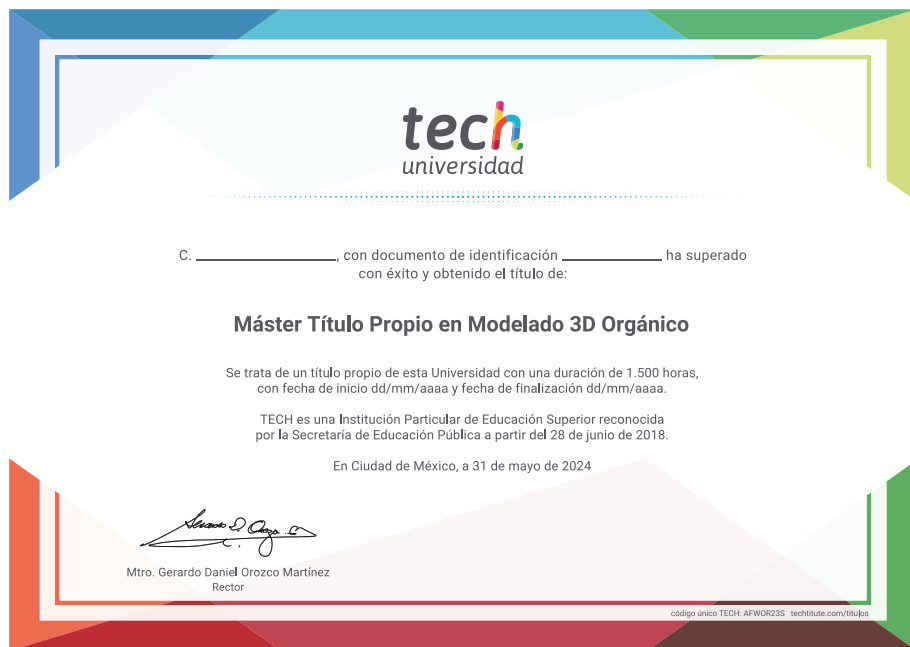 tech
universidad
C. , con documento de identificación ha superado
con éxito y obtenido el título de:
Máster Título Propio en Modelado 3D Orgánico
Se trata de un título propio de esta Universidad con una duración de 1.500 horas,
con fecha de inicio dd/mm/aaaa y fecha de finalización dd/mm/aaaa.
TECH es una Institución Particular de Educación Superior reconocida
por la Secretaría de Educación Pública a partir del 28 de junio de 2018.
En Ciudad de México, a 31 de mayo de 2024
Mtro. Gerardo Daniel Orozco Martínez
Rector
código único TECH: AFWOR23S techtitute.com/titulos